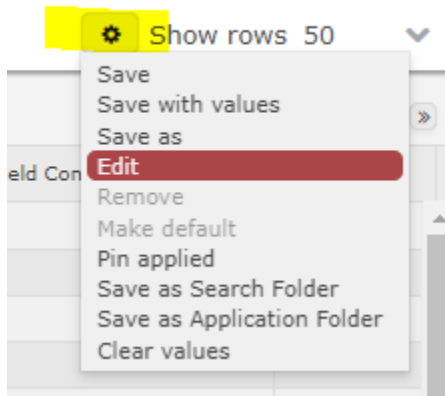 Show rows 50
Save
Save with values
Save as
eld Con
Edit
Remove
Make default
Pin applied
Save as Search Folder
Save as Application Folder
Clear values